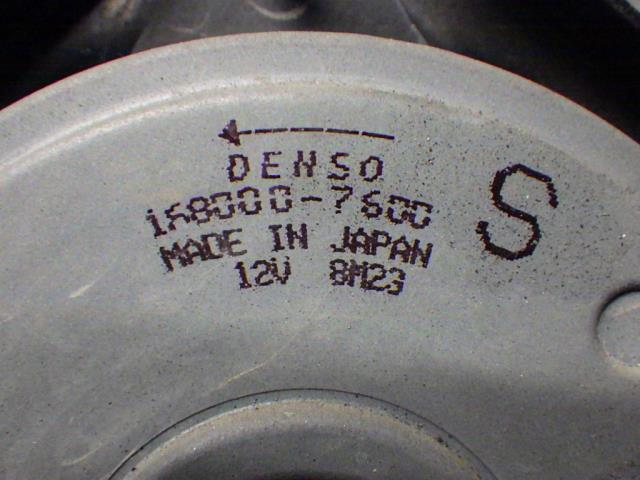 DENSO
168000-7600
MADE IN JAPAN
12V 8M23
S